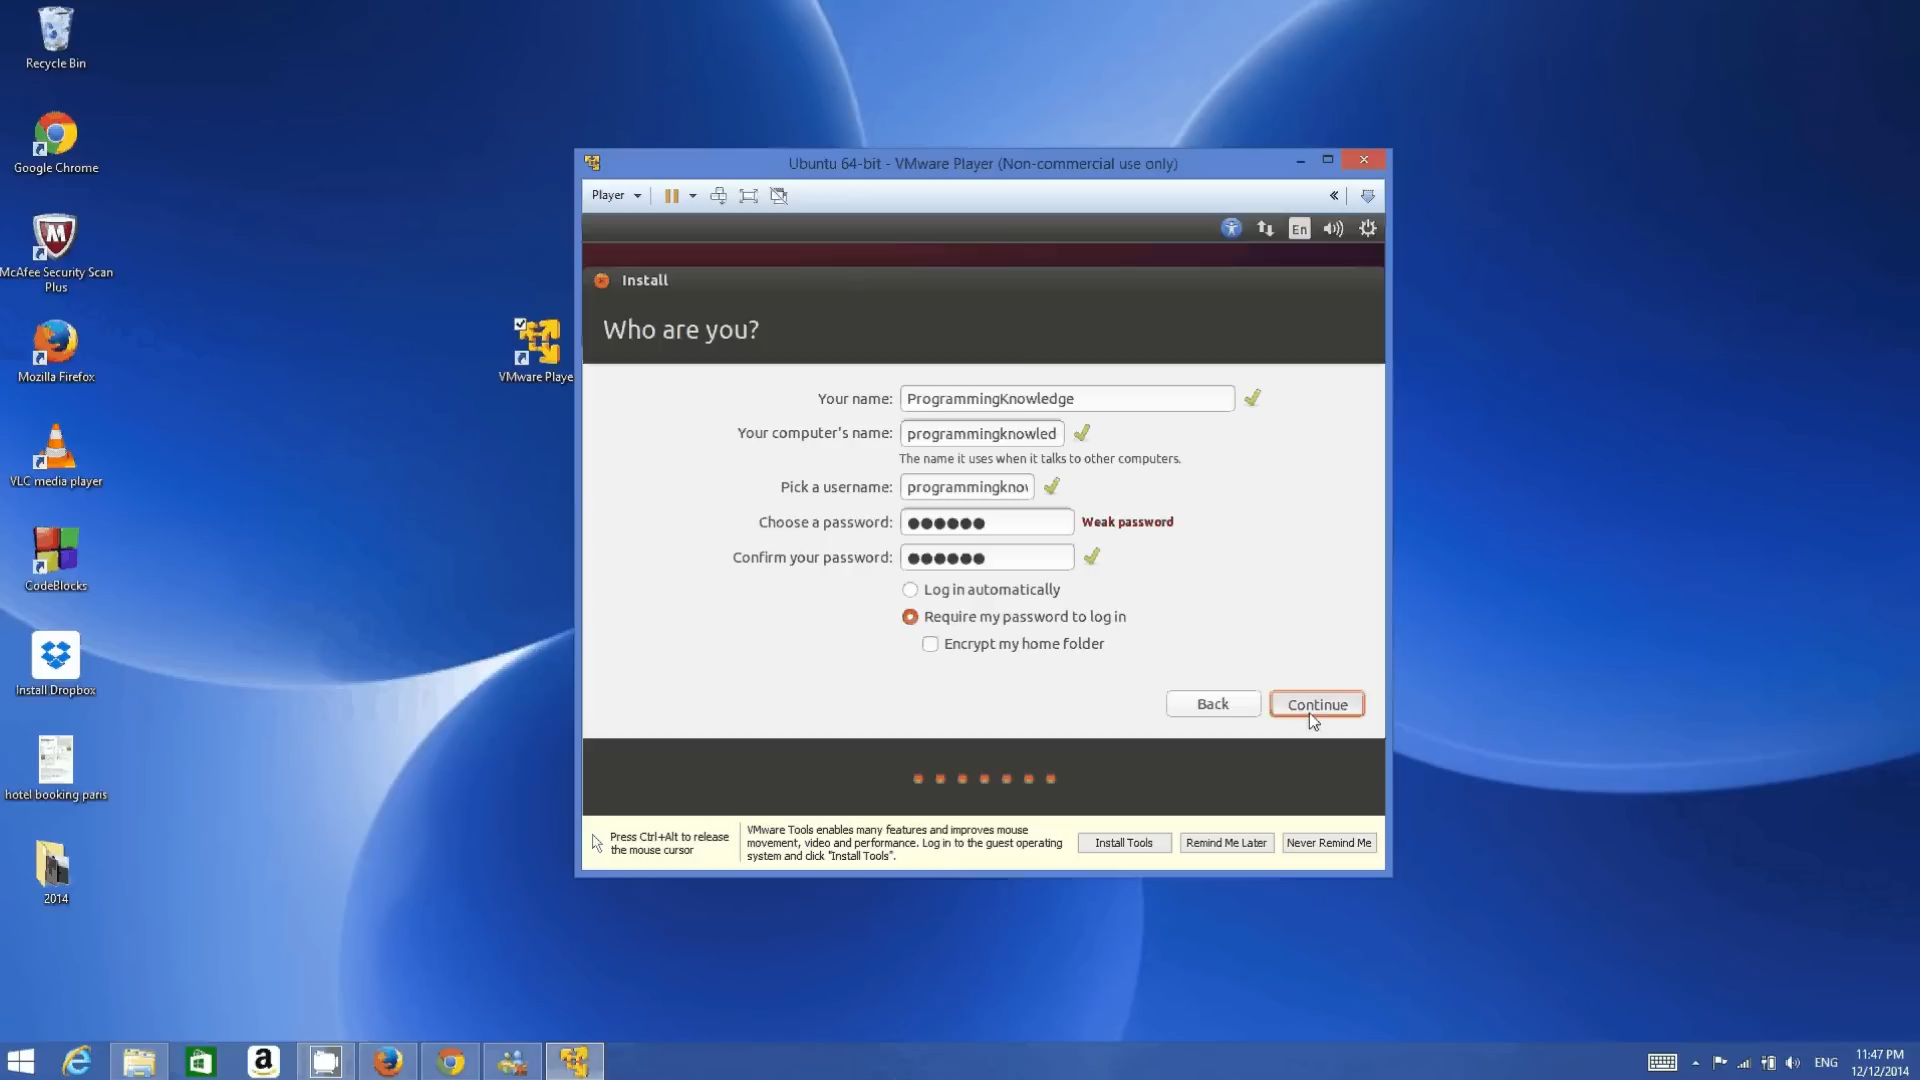 Recycle Bin
Google Chrome
McAfee Security Scan
Plus
Mozilla Firefox
VLC media player
CodeBlocks
Install Dropbox
hotel booking paris
2014
VMware Playe
Ubuntu 64-bit - VMware Player (Non-commercial use only)
Player
En
Install
Who are you?
Your name: ProgrammingKnowledge
Your computer's name: programmingknowled
The name it uses when it talks to other computers.
Pick a username: programmingknow
Choose a password: Weak password
Confirm your password:
Log in automatically
Require my password to log in
Encrypt my home folder
Back Continue
Press Ctrl+Alt to release
the mouse cursor
VMware Tools enables many features and improves mouse
movement, video and performance. Log in to the guest operating
system and click "Install Tools".
Install Tools Remind Me Later Never Remind Me
ENG
11:47 PM
12/12/2014